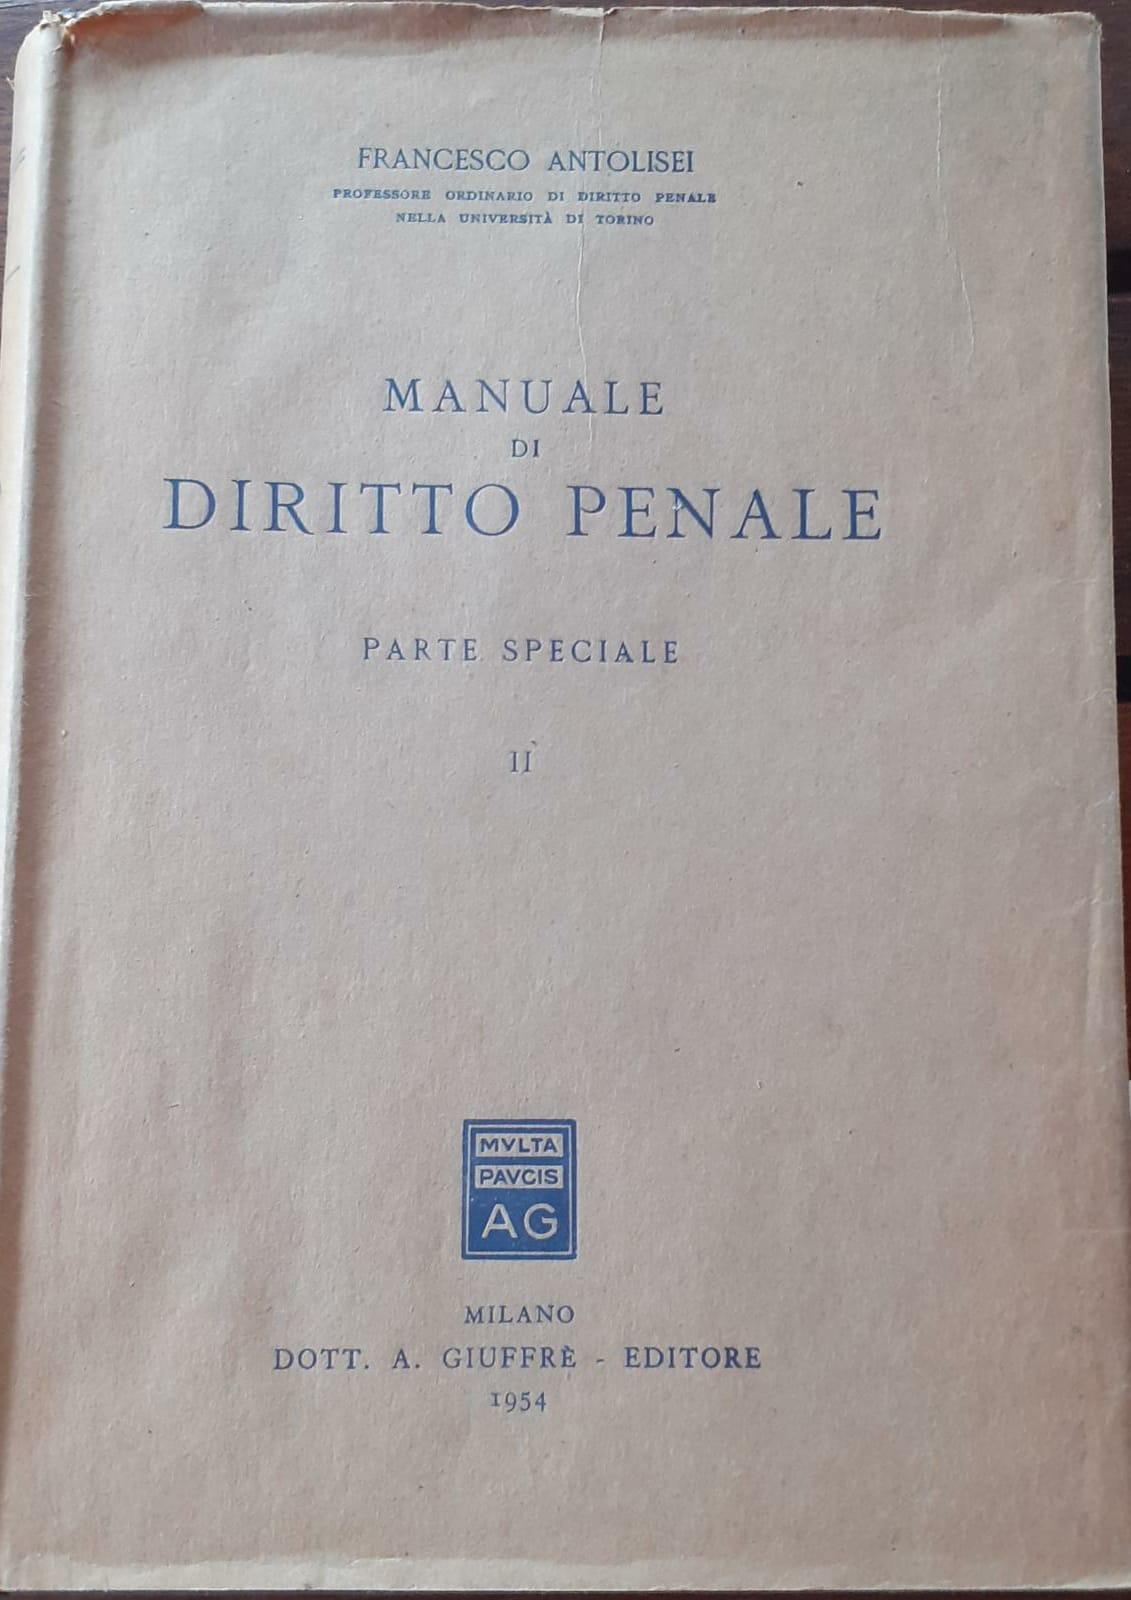 FRANCESCO ANTOLISEI
PROFESSORE ORDINARIO DI DIRITTO PENALE
NELLA UNIVERSITÀ DI TORINO
MANUALE
DI
DIRITTO PENALE
PARTE SPECIALE
II
MVLTA
PAVCIS
AG
MILANO
DOTT. A. GIUFFRÈ - EDITORE
1954